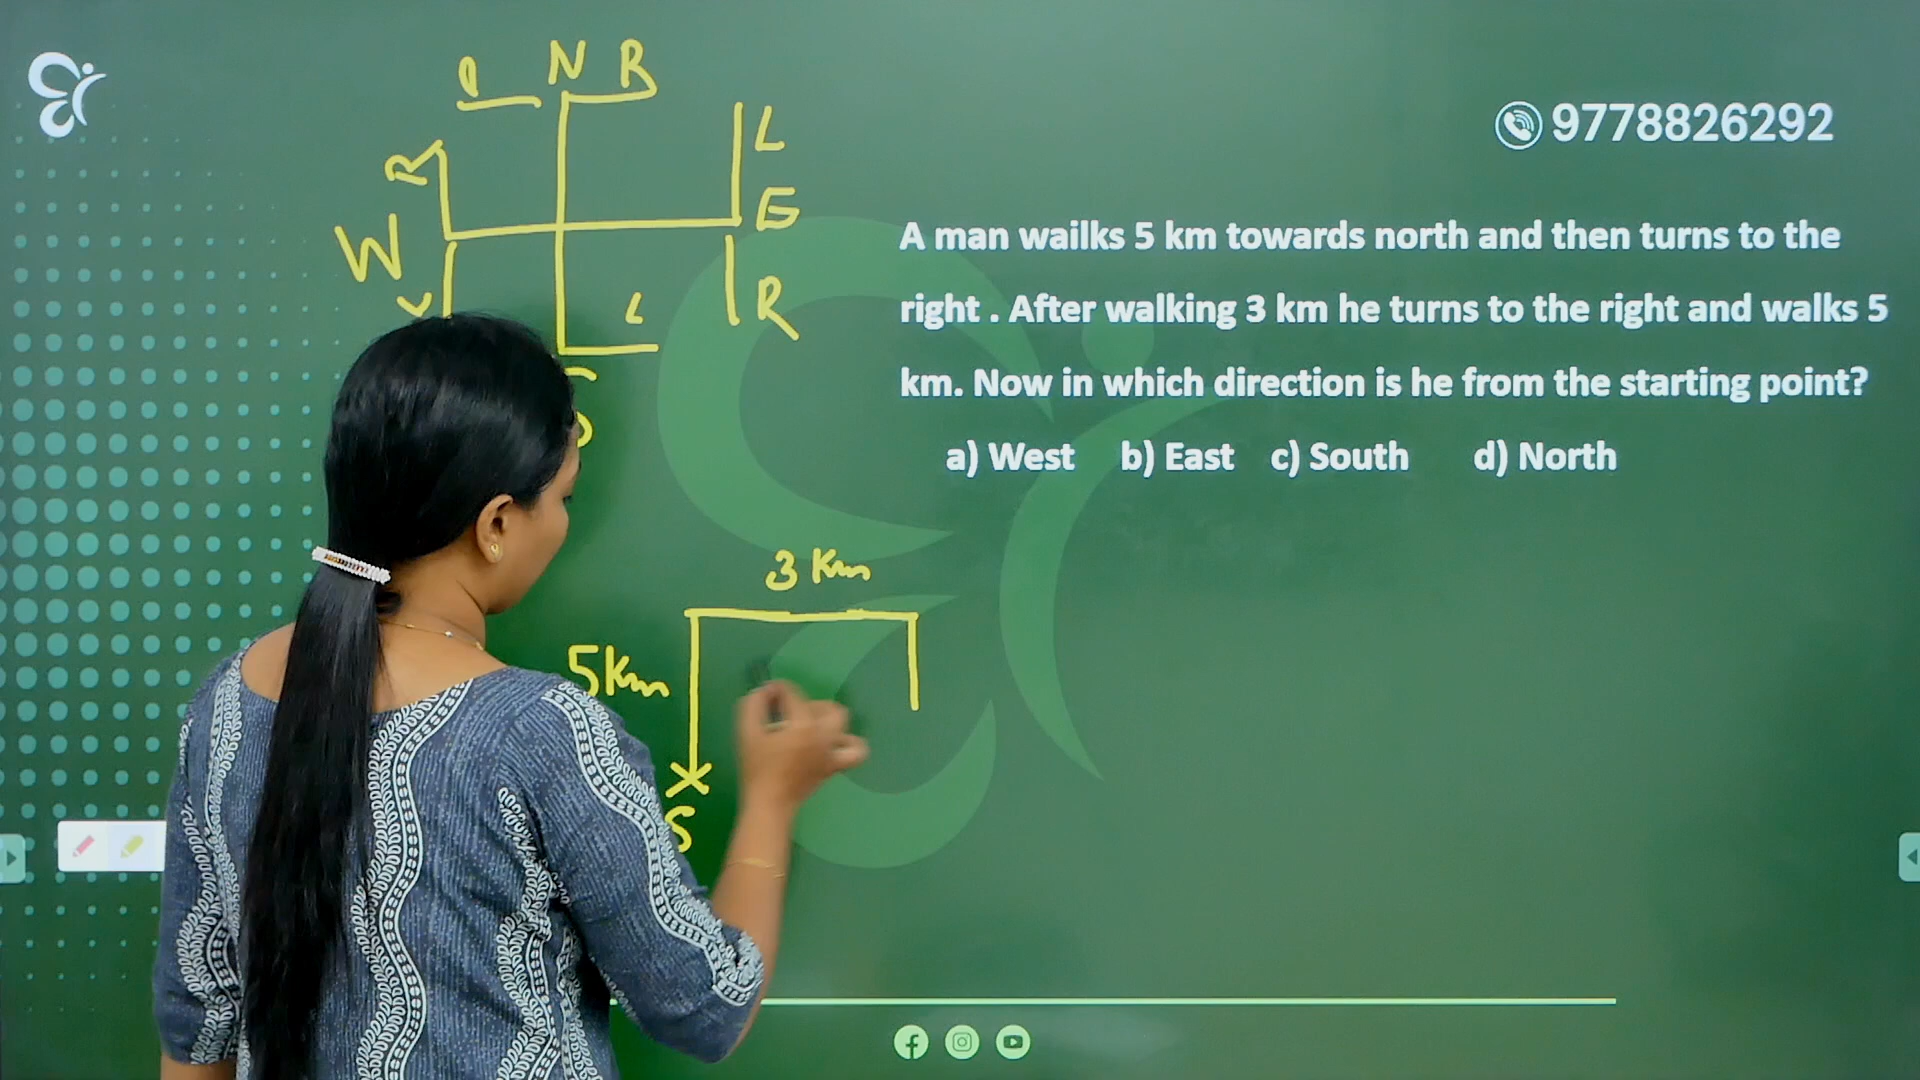 N R
L
R
W
E
L
R
9778826292
A man wailks 5 km towards north and then turns to the
right . After walking 3 km he turns to the right and walks 5
km. Now in which direction is he from the starting point?
a) West b) East c) South d) North
3 Km
5Km
S